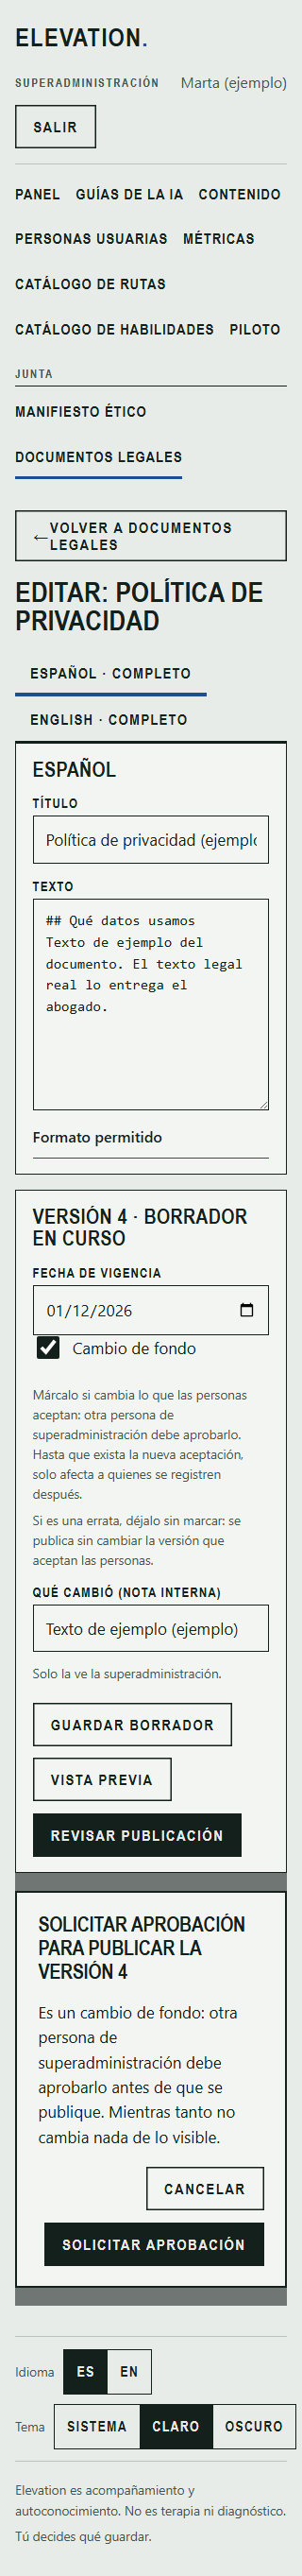 ELEVATION.
SUPERADMINISTRACIÓN Marta (ejemplo)
SALIR
PANEL GUÍAS DE LA IA CONTENIDO
PERSONAS USUARIAS MÉTRICAS
CATÁLOGO DE RUTAS
CATÁLOGO DE HABILIDADES PILOTO
JUNTA
MANIFIESTO ÉTICO
DOCUMENTOS LEGALES
←VOLVER A DOCUMENTOS
LEGALES
EDITAR: POLÍTICA DE
PRIVACIDAD
ESPAÑOL · COMPLETO
ENGLISH · COMPLETO
ESPAÑOL
TÍTULO
Política de privacidad (ejempl
TEXTO
## Qué datos usamos
Texto de ejemplo del
documento. El texto legal
real lo entrega el
abogado.
Formato permitido
VERSIÓN 4 · BORRADOR
EN CURSO
FECHA DE VIGENCIA
01/12/2026
Cambio de fondo
Márcalo si cambia lo que las personas
aceptan: otra persona de
superadministración debe aprobarlo.
Hasta que exista la nueva aceptación,
solo afecta a quienes se registren
después.
Si es una errata, déjalo sin marcar: se
publica sin cambiar la versión que
aceptan las personas.
QUÉ CAMBIÓ (NOTA INTERNA)
Texto de ejemplo (ejemplo)
Solo la ve la superadministración.
GUARDAR BORRADOR
VISTA PREVIA
REVISAR PUBLICACIÓN
SOLICITAR APROBACIÓN
PARA PUBLICAR LA
VERSIÓN 4
Es un cambio de fondo: otra
persona de
superadministración debe
aprobarlo antes de que se
publique. Mientras tanto no
cambia nada de lo visible.
CANCELAR
SOLICITAR APROBACIÓN
Idioma ES EN
Tema SISTEMA CLARO OSCURO
Elevation es acompañamiento y
autoconocimiento. No es terapia ni diagnóstico.
Tú decides qué guardar.